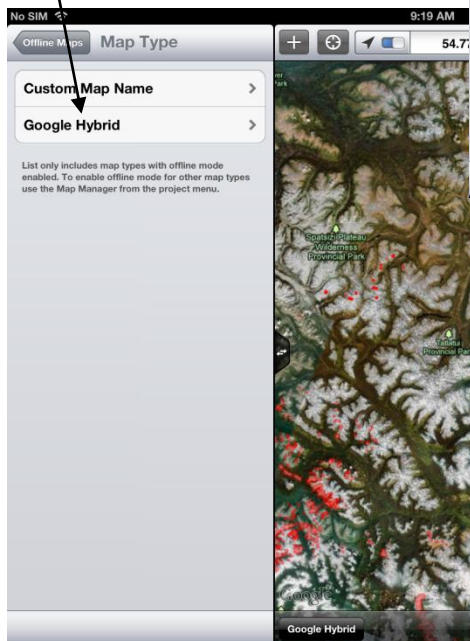 No SIM
9:19 AM
Offline Maps
Map Type
54.77
Custom Map Name
Google Hybrid
List only includes map types with offline mode
enabled. To enable offline mode for other map types
use the Map Manager from the project menu.
Park
Spatsizi Plateau
Wilderness
Provincial Park
Tatlatui
Provincial Par
Google
Google Hybrid